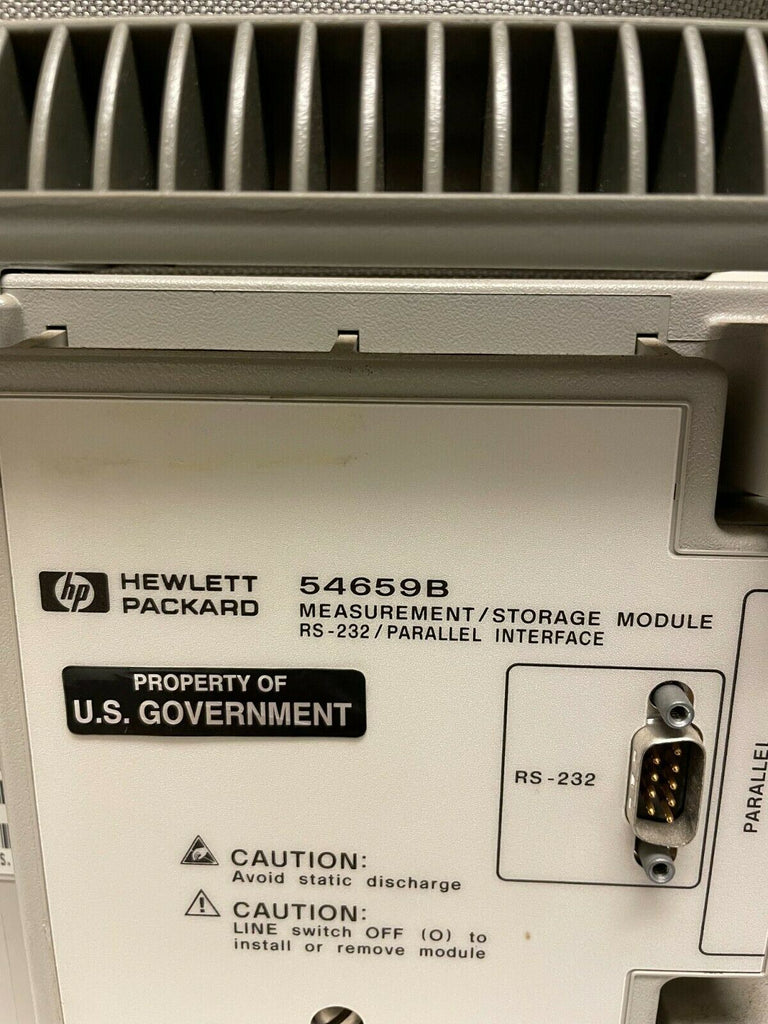 hp HEWLETT
PACKARD
54659B
MEASUREMENT/STORAGE MODULE
RS-232/PARALLEL INTERFACE
PROPERTY OF
U.S. GOVERNMENT
RS-232
PARALLEL
CAUTION:
Avoid static discharge
CAUTION:
LINE switch OFF (O) to
install or remove module
S.